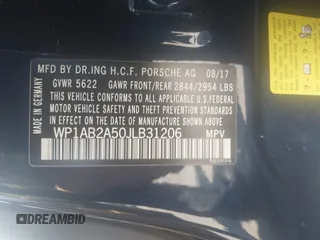 MFD BY DR.ING H.C.F. PORSCHE AG 08/17
GVWR 5622 GAWR FRONT/REAR 2844/2954 LBS
THIS VEHICLE CONFORMS TO ALL APPLICABLE U.S. FEDERAL
MOTOR VEHICLE SAFETY, BUMPER, AND THEFT
PREVENTION STANDARDS IN EFFECT ON THE DATE OF
MANUFACTURE SHOWN ABOVE.
WP1AB2A50JLB31206 MPV
MADE IN GERMANY
DREAMBID